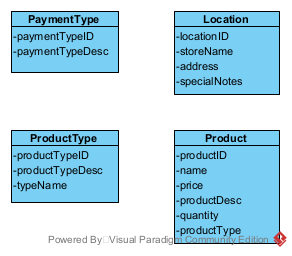 PaymentType
-paymentTypeID
-paymentTypeDesc
Location
-locationID
-storeName
-address
-specialNotes
ProductType
-productTypeID
-productTypeDesc
-typeName
Product
-productID
-name
-price
-productDesc
-quantity
-productType
Powered By Visual Paradigm Community Edition